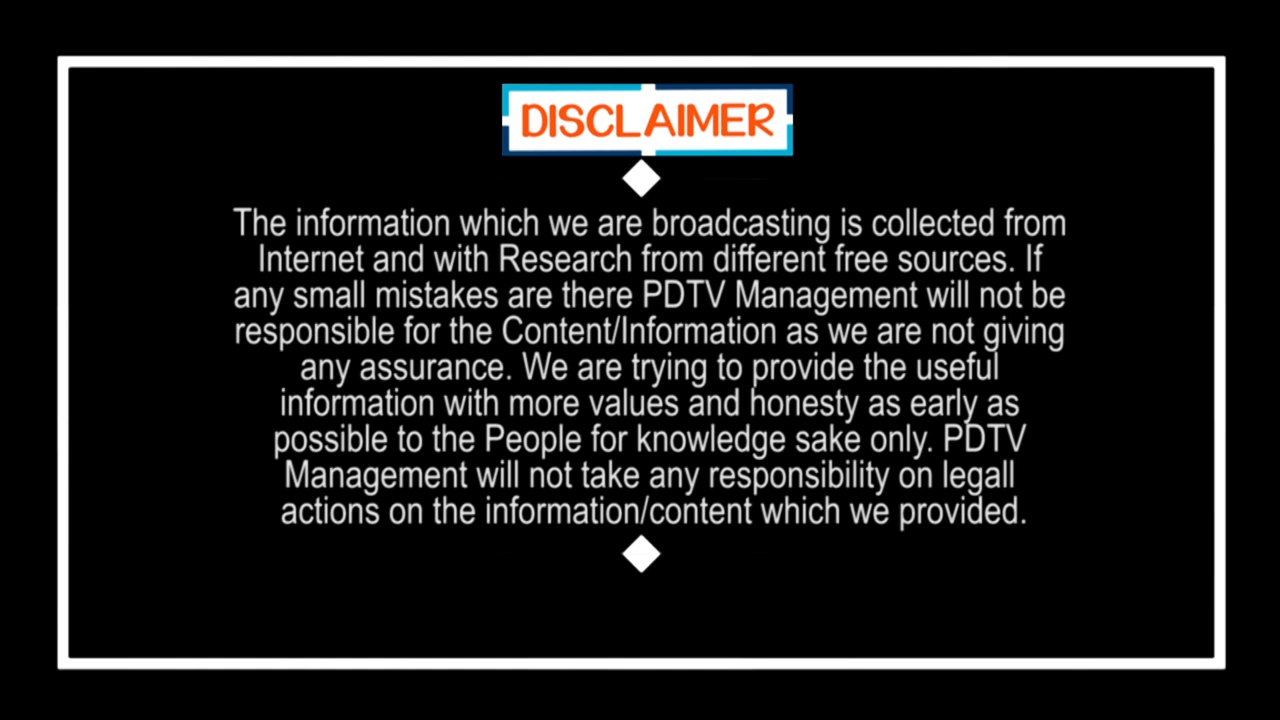 DISCLAIMER
The information which we are broadcasting is collected from
Internet and with Research from different free sources. If
any small mistakes are there PDTV Management will not be
responsible for the Content/Information as we are not giving
any assurance. We are trying to provide the useful
information with more values and honesty as early as
possible to the People for knowledge sake only. PDTV
Management will not take any responsibility on legall
actions on the information/content which we provided.